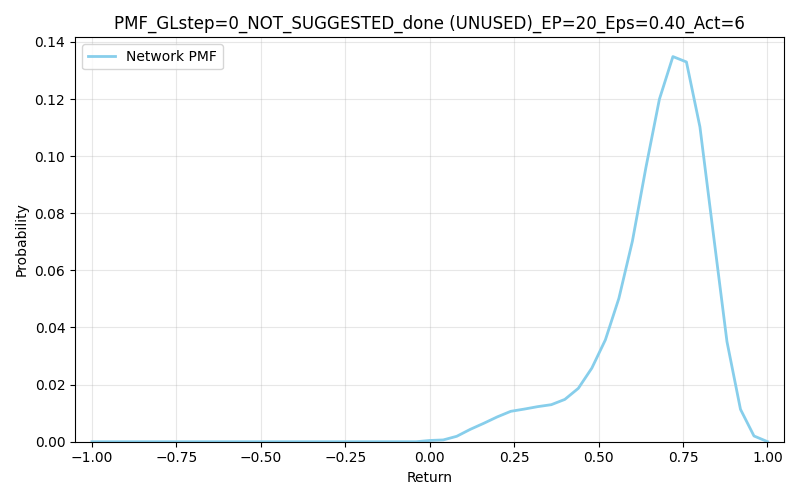 PMF_GLstep=0_NOT_SUGGESTED_done (UNUSED)_EP=20_Eps=0.40_Act=6
Network PMF
0.14
0.12
0.10
0.08
0.06
0.04
0.02
0.00
Probability
−1.00 −0.75 −0.50 −0.25 0.00 0.25 0.50 0.75 1.00
Return